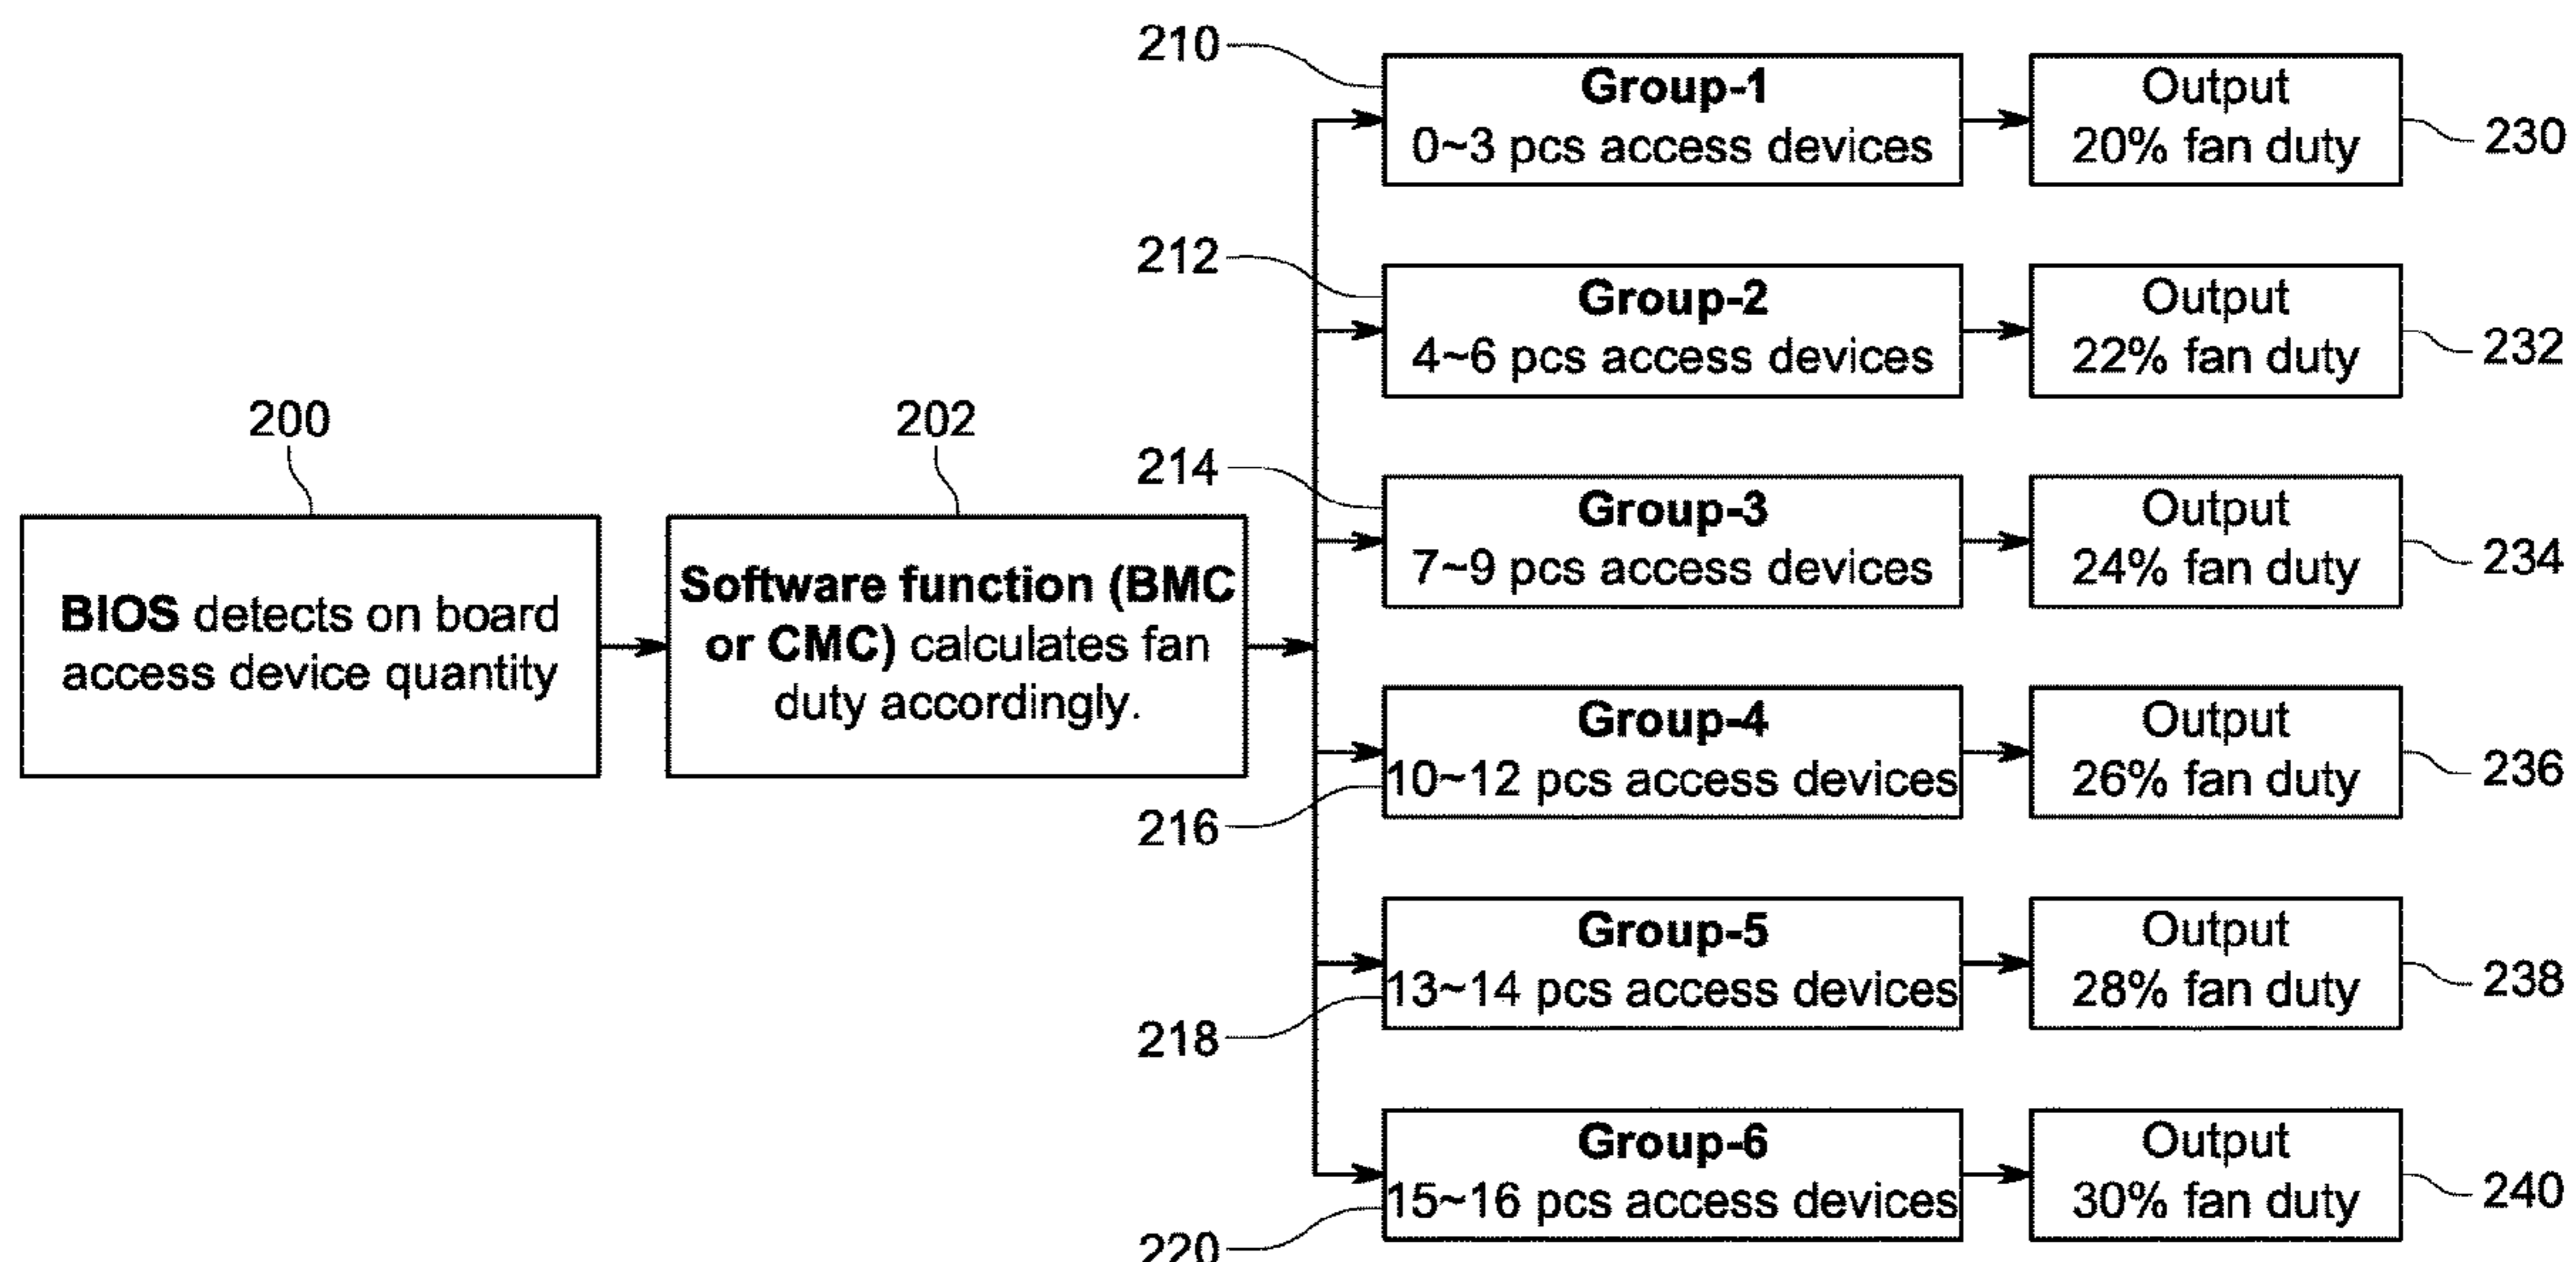 200
BIOS detects on board
access device quantity
202
Software function (BMC
or CMC) calculates fan
duty accordingly.
210
Group-1
0~3 pcs access devices
Output
20% fan duty
230
212
Group-2
4~6 pcs access devices
Output
22% fan duty
232
214
Group-3
7~9 pcs access devices
Output
24% fan duty
234
216
Group-4
10~12 pcs access devices
Output
26% fan duty
236
218
Group-5
13~14 pcs access devices
Output
28% fan duty
238
220
Group-6
15~16 pcs access devices
Output
30% fan duty
240